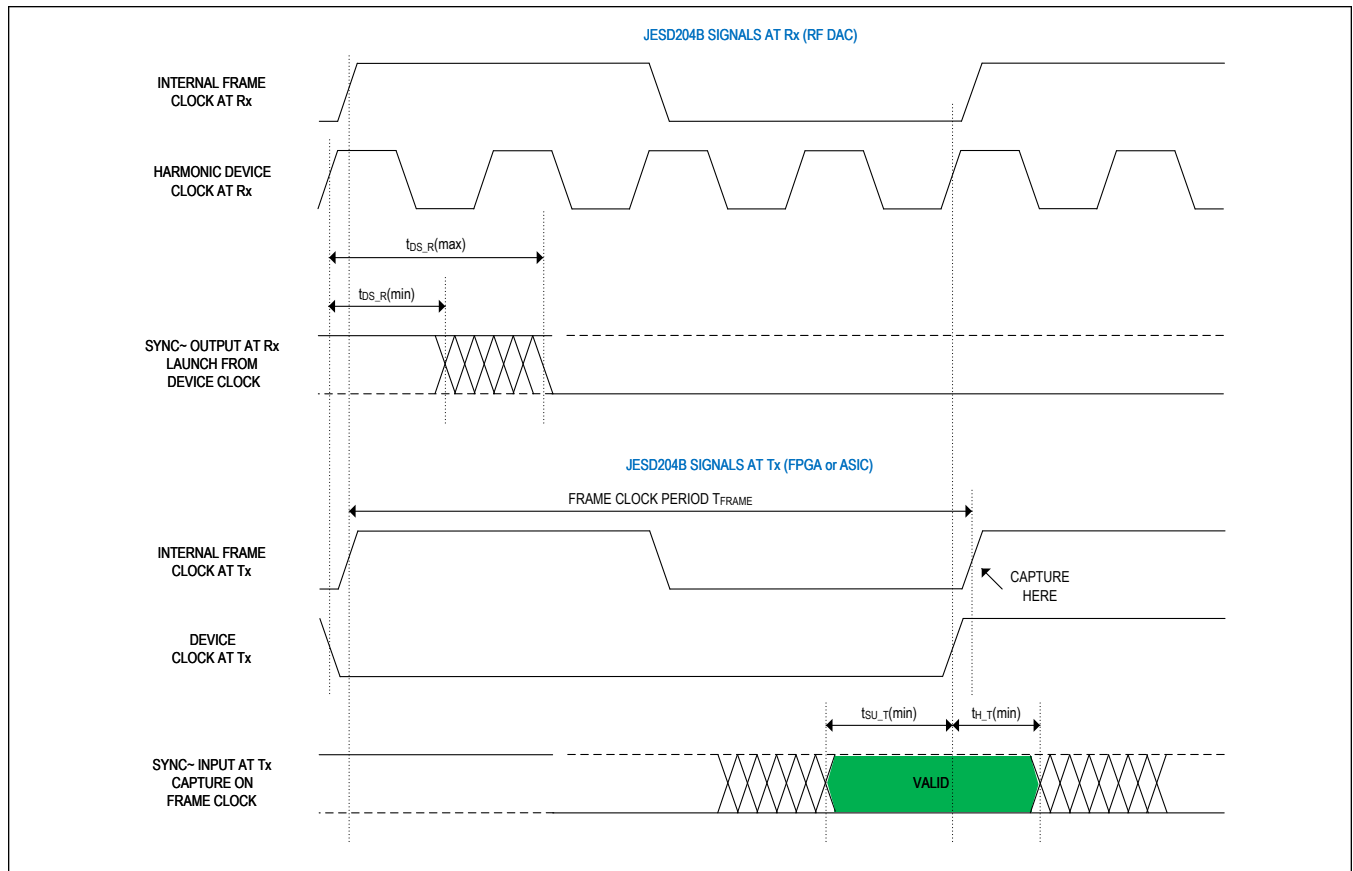 JESD204B SIGNALS AT Rx (RF DAC)
INTERNAL FRAME
CLOCK AT Rx
HARMONIC DEVICE
CLOCK AT Rx
tDS_R(max)
tDS_R(min)
SYNC~ OUTPUT AT Rx
LAUNCH FROM
DEVICE CLOCK
JESD204B SIGNALS AT Tx (FPGA or ASIC)
FRAME CLOCK PERIOD TFRAME
INTERNAL FRAME
CLOCK AT Tx
CAPTURE
HERE
DEVICE
CLOCK AT Tx
tSU_T(min)
tH_T(min)
SYNC~ INPUT AT Tx
CAPTURE ON
FRAME CLOCK
VALID